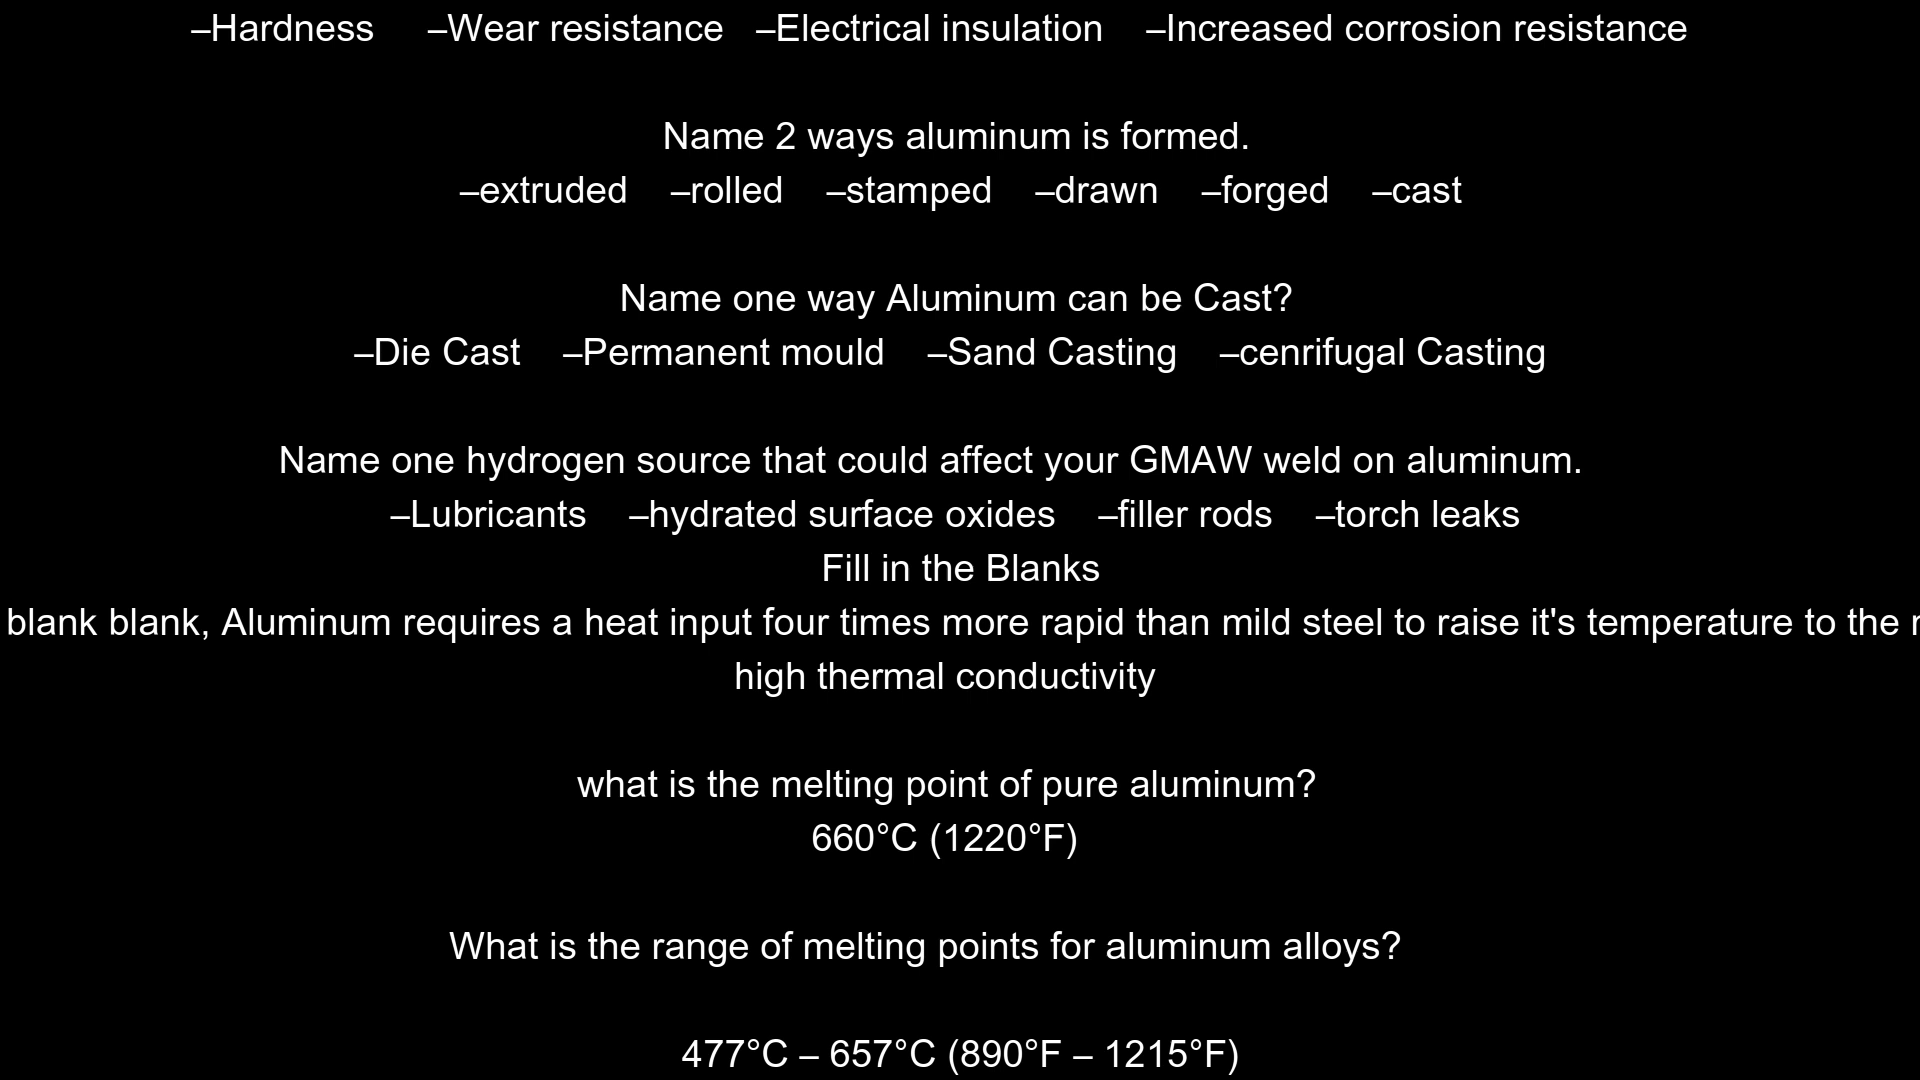 –Hardness –Wear resistance –Electrical insulation –Increased corrosion resistance
Name 2 ways aluminum is formed.
–extruded –rolled –stamped –drawn –forged –cast
Name one way Aluminum can be Cast?
–Die Cast –Permanent mould –Sand Casting –cenrifugal Casting
Name one hydrogen source that could affect your GMAW weld on aluminum.
–Lubricants –hydrated surface oxides –filler rods –torch leaks
Fill in the Blanks
blank blank, Aluminum requires a heat input four times more rapid than mild steel to raise it's temperature to the
high thermal conductivity
what is the melting point of pure aluminum?
660°C (1220°F)
What is the range of melting points for aluminum alloys?
477°C – 657°C (890°F – 1215°F)